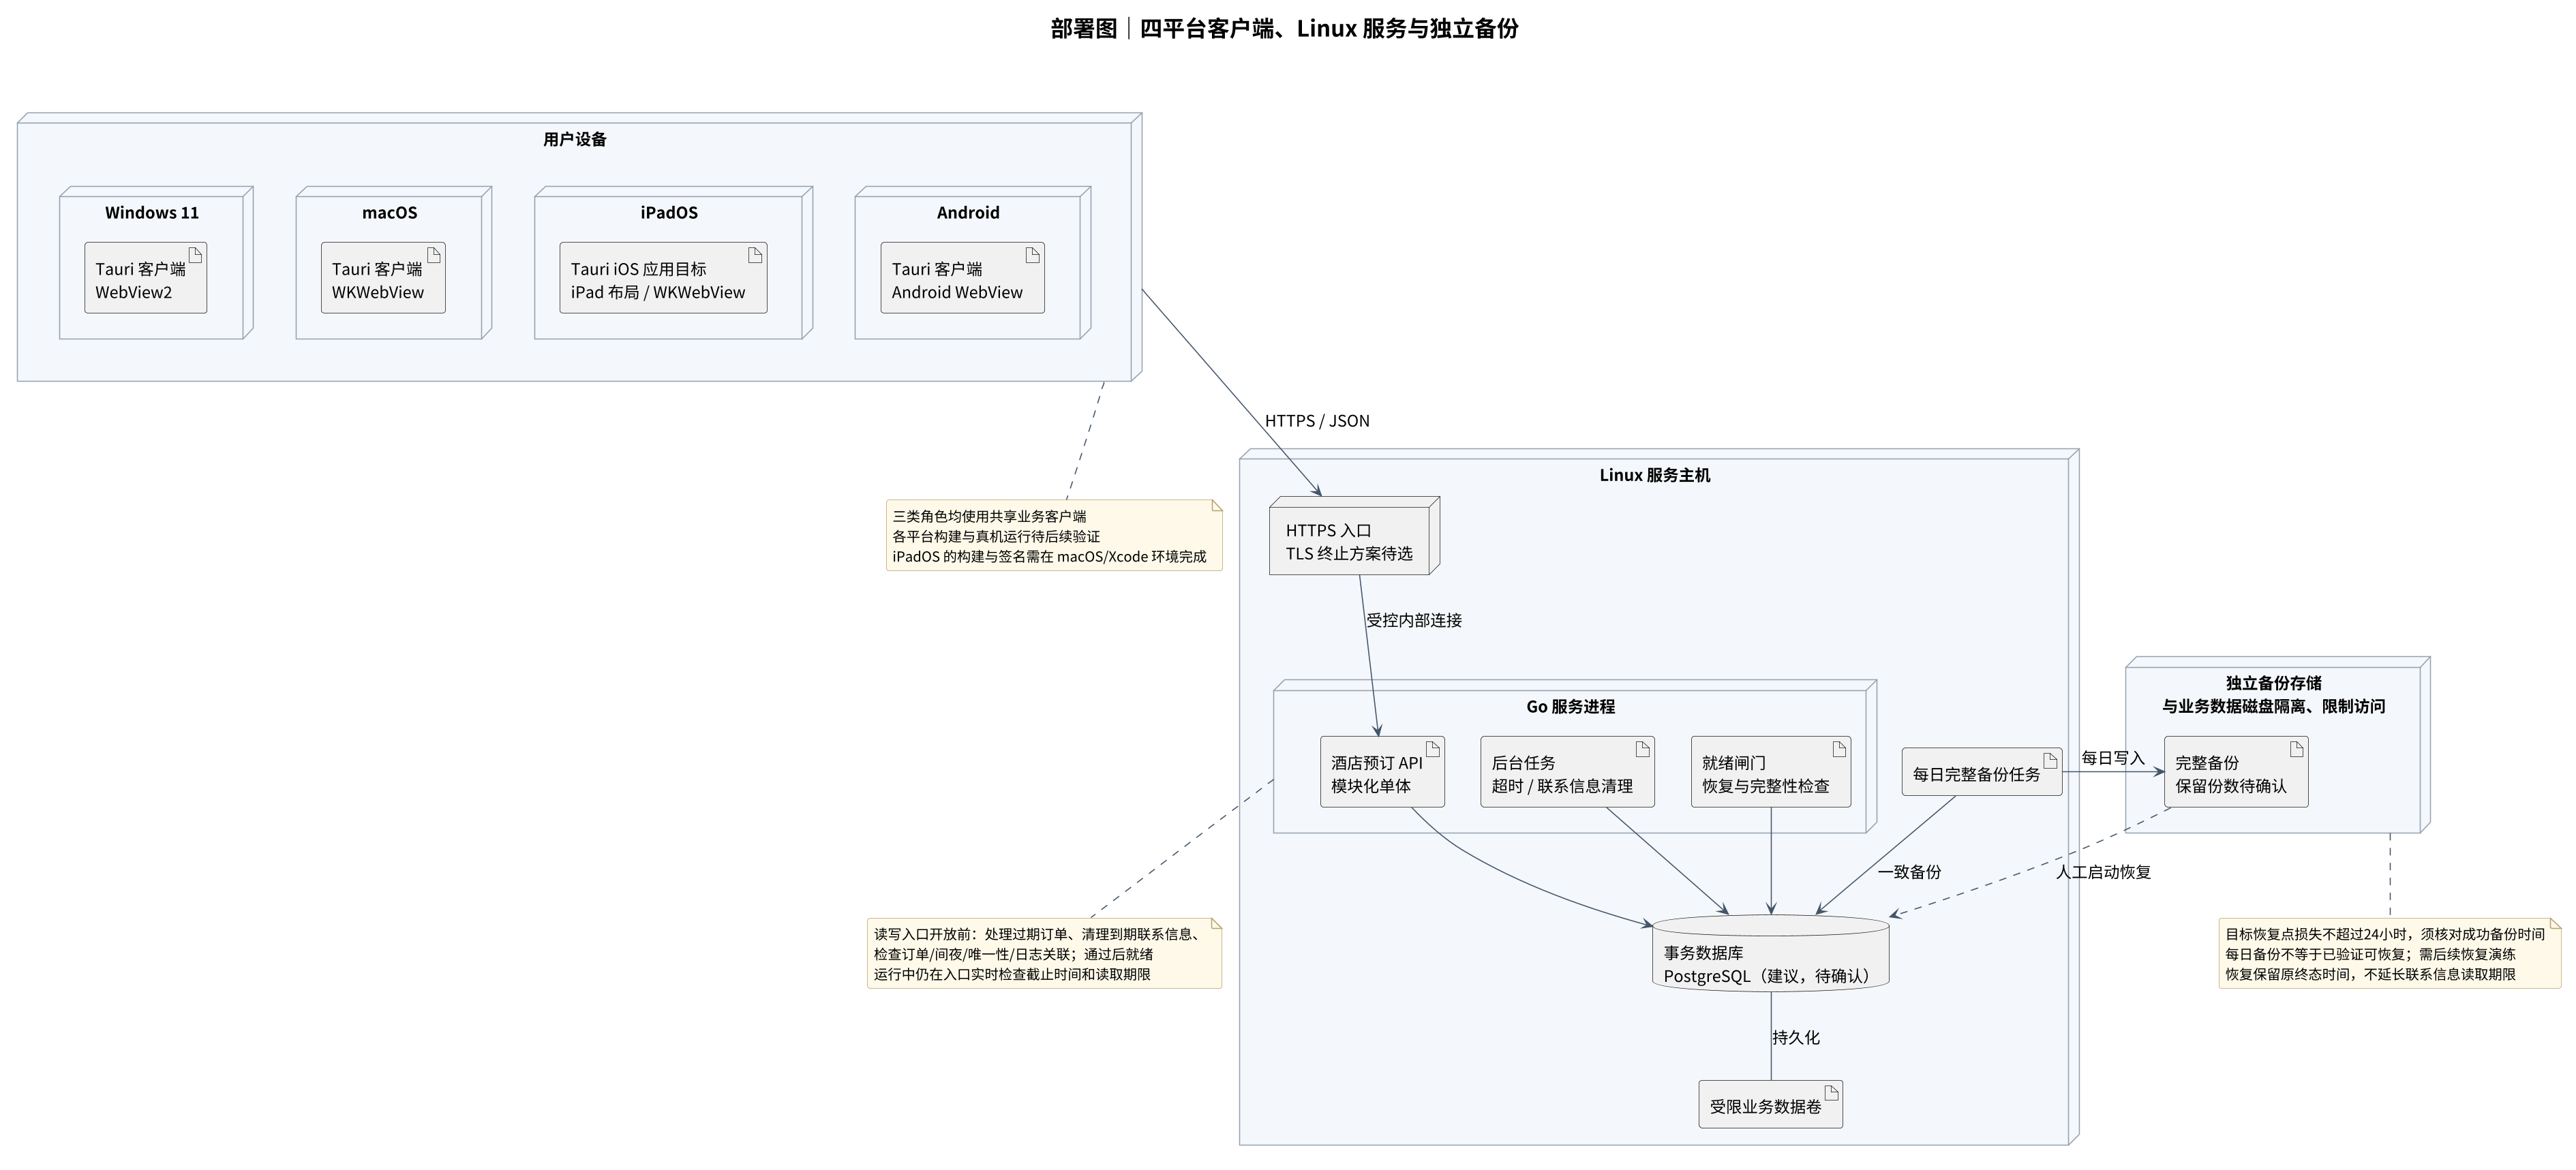 部署图｜四平台客户端、Linux 服务与独立备份
用户设备
Windows 11
Tauri 客户端
WebView2
macOS
Tauri 客户端
WKWebView
iPadOS
Tauri iOS 应用目标
iPad 布局 / WKWebView
Android
Tauri 客户端
Android WebView
HTTPS / JSON
三类角色均使用共享业务客户端
各平台构建与真机运行待后续验证
iPadOS 的构建与签名需在 macOS/Xcode 环境完成
Linux 服务主机
HTTPS 入口
TLS 终止方案待选
受控内部连接
Go 服务进程
酒店预订 API
模块化单体
后台任务
超时 / 联系信息清理
就绪闸门
恢复与完整性检查
每日完整备份任务
每日写入
独立备份存储
与业务数据磁盘隔离、限制访问
完整备份
保留份数待确认
一致备份
人工启动恢复
读写入口开放前：处理过期订单、清理到期联系信息、
检查订单/间夜/唯一性/日志关联；通过后就绪
运行中仍在入口实时检查截止时间和读取期限
事务数据库
PostgreSQL（建议，待确认）
目标恢复点损失不超过24小时，须核对成功备份时间
每日备份不等于已验证可恢复；需后续恢复演练
恢复保留原终态时间，不延长联系信息读取期限
持久化
受限业务数据卷